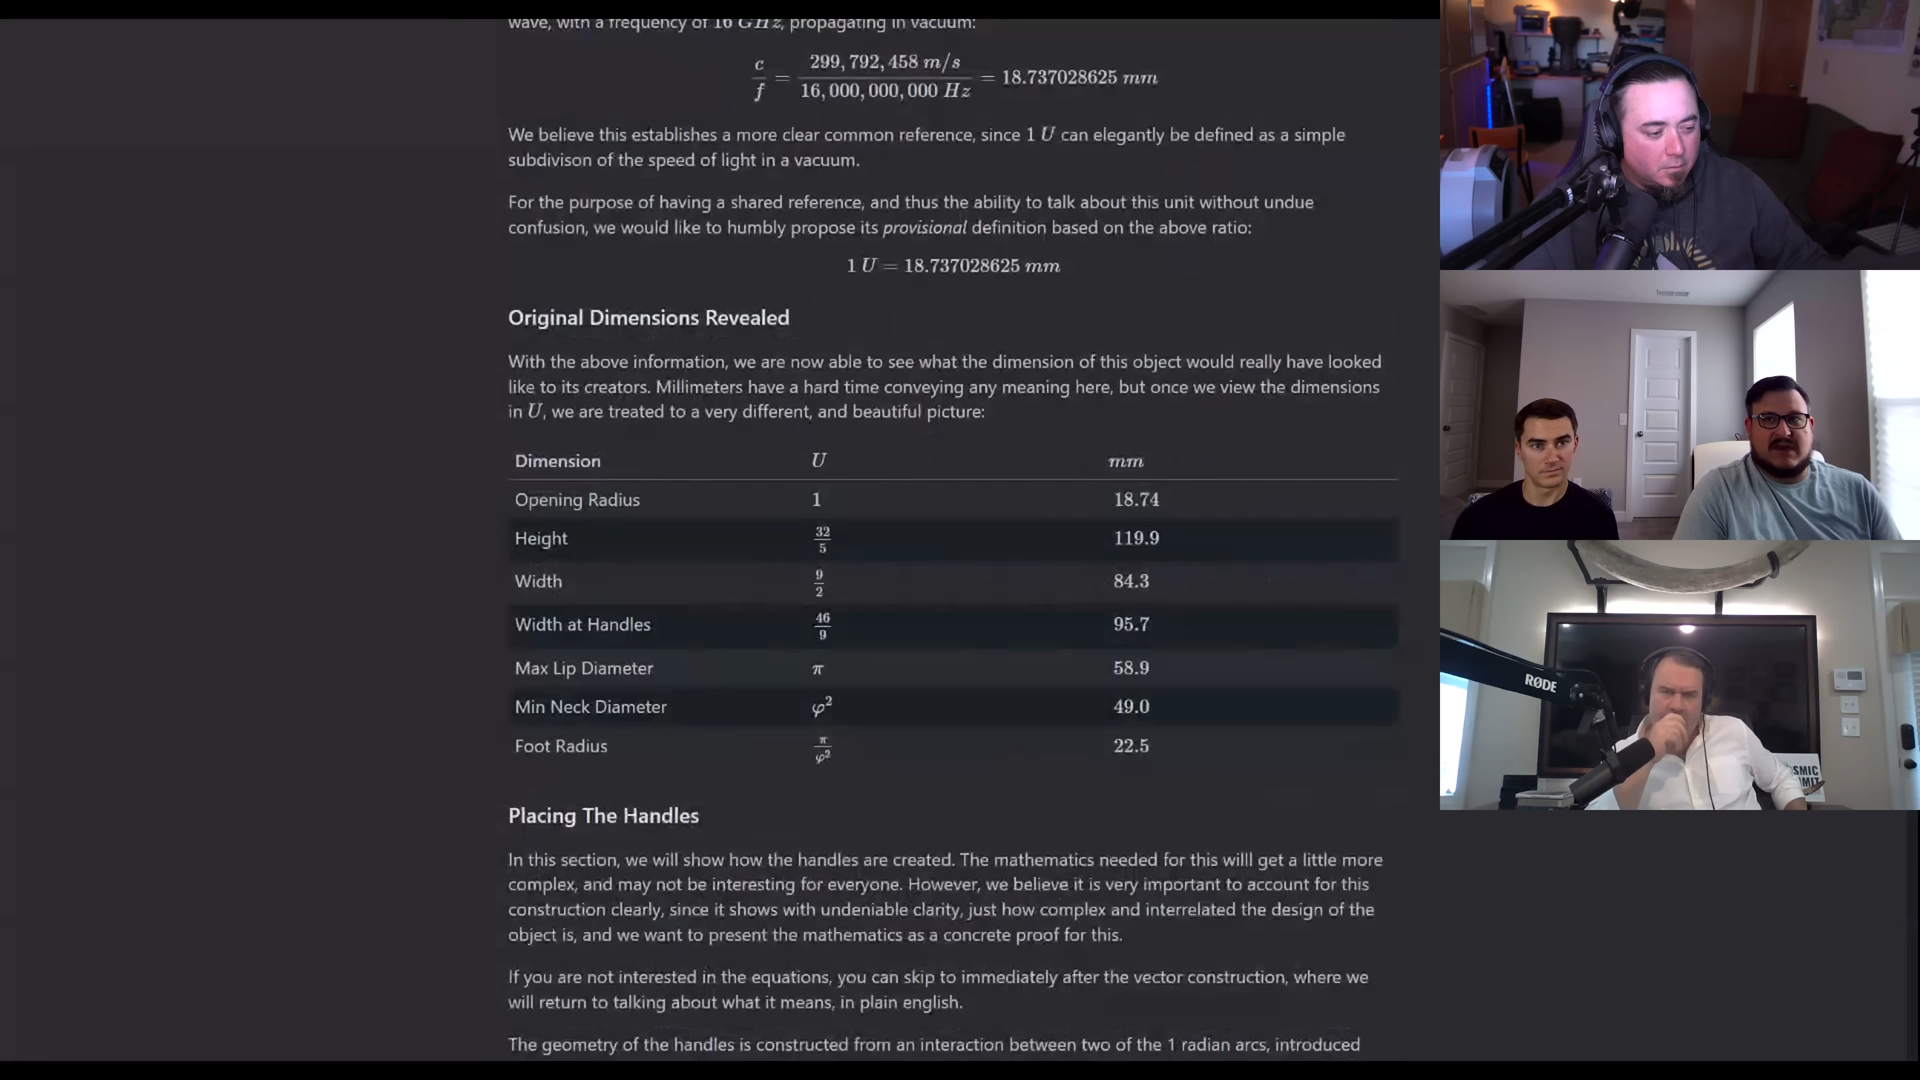 wave, with a frequency of 16 GHz, propagating in vacuum:
c/f = 299,792,458 m/s / 16,000,000,000 Hz = 18.737028625 mm
We believe this establishes a more clear common reference, since 1 U can elegantly be defined as a simple
subdivison of the speed of light in a vacuum.
For the purpose of having a shared reference, and thus the ability to talk about this unit without undue
confusion, we would like to humbly propose its provisional definition based on the above ratio:
1 U = 18.737028625 mm
Original Dimensions Revealed
With the above information, we are now able to see what the dimension of this object would really have looked
like to its creators. Millimeters have a hard time conveying any meaning here, but once we view the dimensions
in U, we are treated to a very different, and beautiful picture:
Dimension U mm
Opening Radius 1 18.74
Height 32/5 119.9
Width 9/2 84.3
Width at Handles 46/9 95.7
Max Lip Diameter π 58.9
Min Neck Diameter φ² 49.0
Foot Radius π/φ² 22.5
Placing The Handles
In this section, we will show how the handles are created. The mathematics needed for this willl get a little more
complex, and may not be interesting for everyone. However, we believe it is very important to account for this
construction clearly, since it shows with undeniable clarity, just how complex and interrelated the design of the
object is, and we want to present the mathematics as a concrete proof for this.
If you are not interested in the equations, you can skip to immediately after the vector construction, where we
will return to talking about what it means, in plain english.
The geometry of the handles is constructed from an interaction between two of the 1 radian arcs, introduced
RØDE
SMIC
MIT